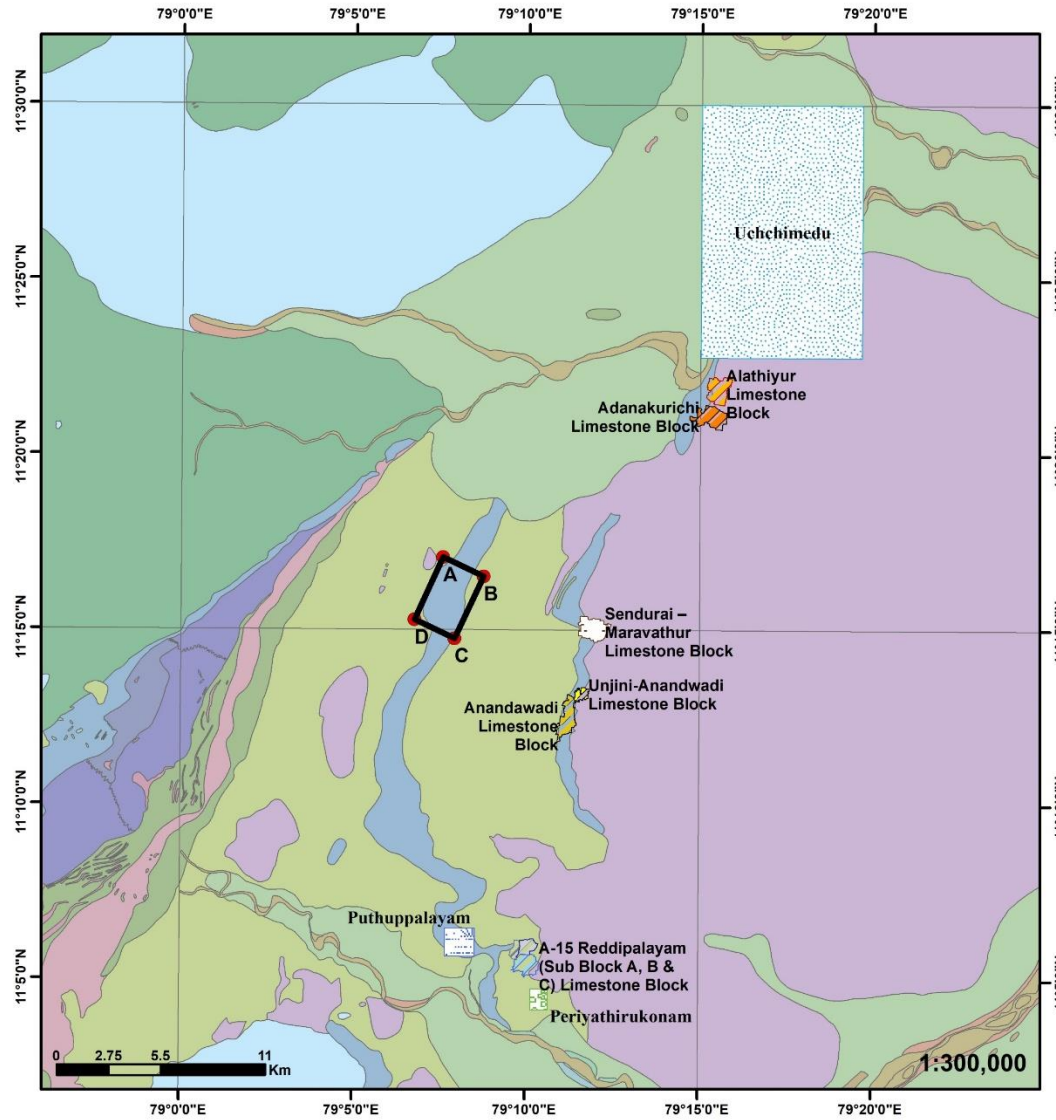 79°0'0"E 79°5'0"E 79°10'0"E 79°15'0"E 79°20'0"E
11°30'0"N
11°25'0"N
11°20'0"N
11°15'0"N
11°10'0"N
11°5'0"N
Uchchimedu
Alathiyur
Limestone
Block
Adanakurichi
Limestone Block
A
B
D
C
Sendurai –
Maravathur
Limestone Block
Unjini-Anandwadi
Limestone Block
Anandawadi
Limestone
Block
Puthuppalayam
A-15 Reddipalayam
(Sub Block A, B &
C) Limestone Block
Periyathirukonam
0 2.75 5.5 11
Km
1:300,000
79°0'0"E 79°5'0"E 79°10'0"E 79°15'0"E 79°20'0"E